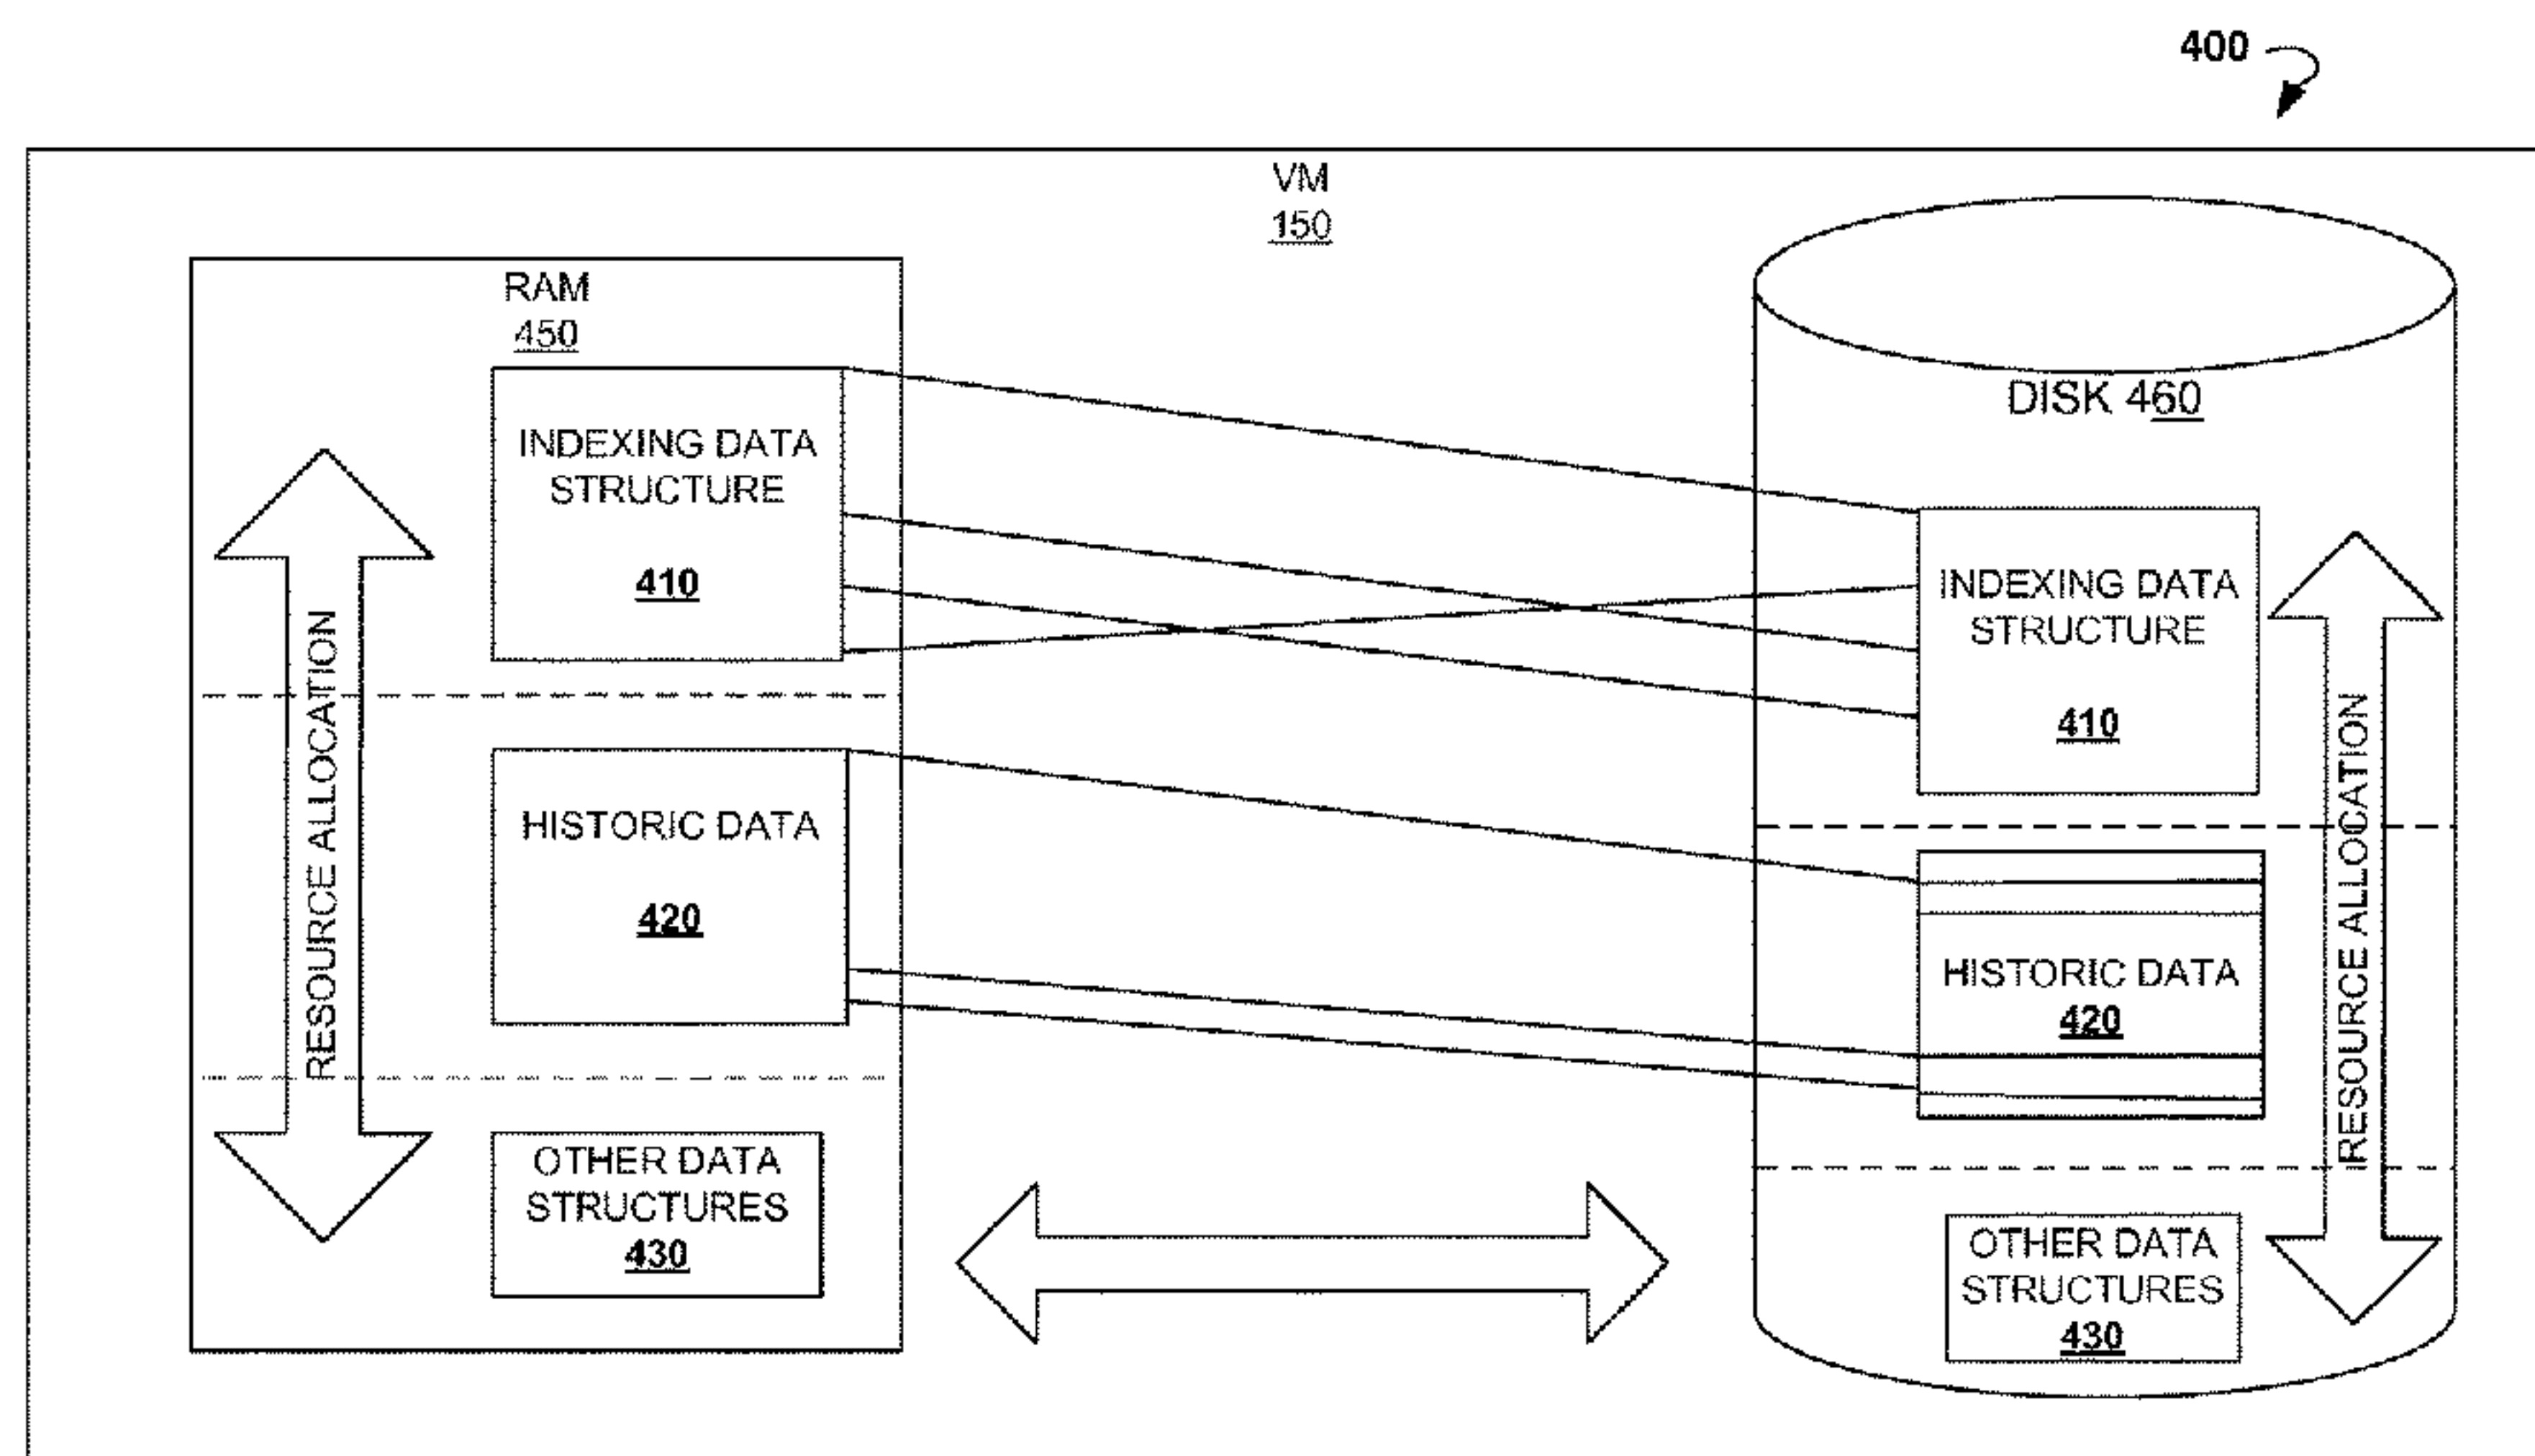 400
VM
150
RAM
450
INDEXING DATA
STRUCTURE
410
RESOURCE ALLOCATION
HISTORIC DATA
420
OTHER DATA
STRUCTURES
430
DISK 460
INDEXING DATA
STRUCTURE
410
RESOURCE ALLOCATION
HISTORIC DATA
420
OTHER DATA
STRUCTURES
430